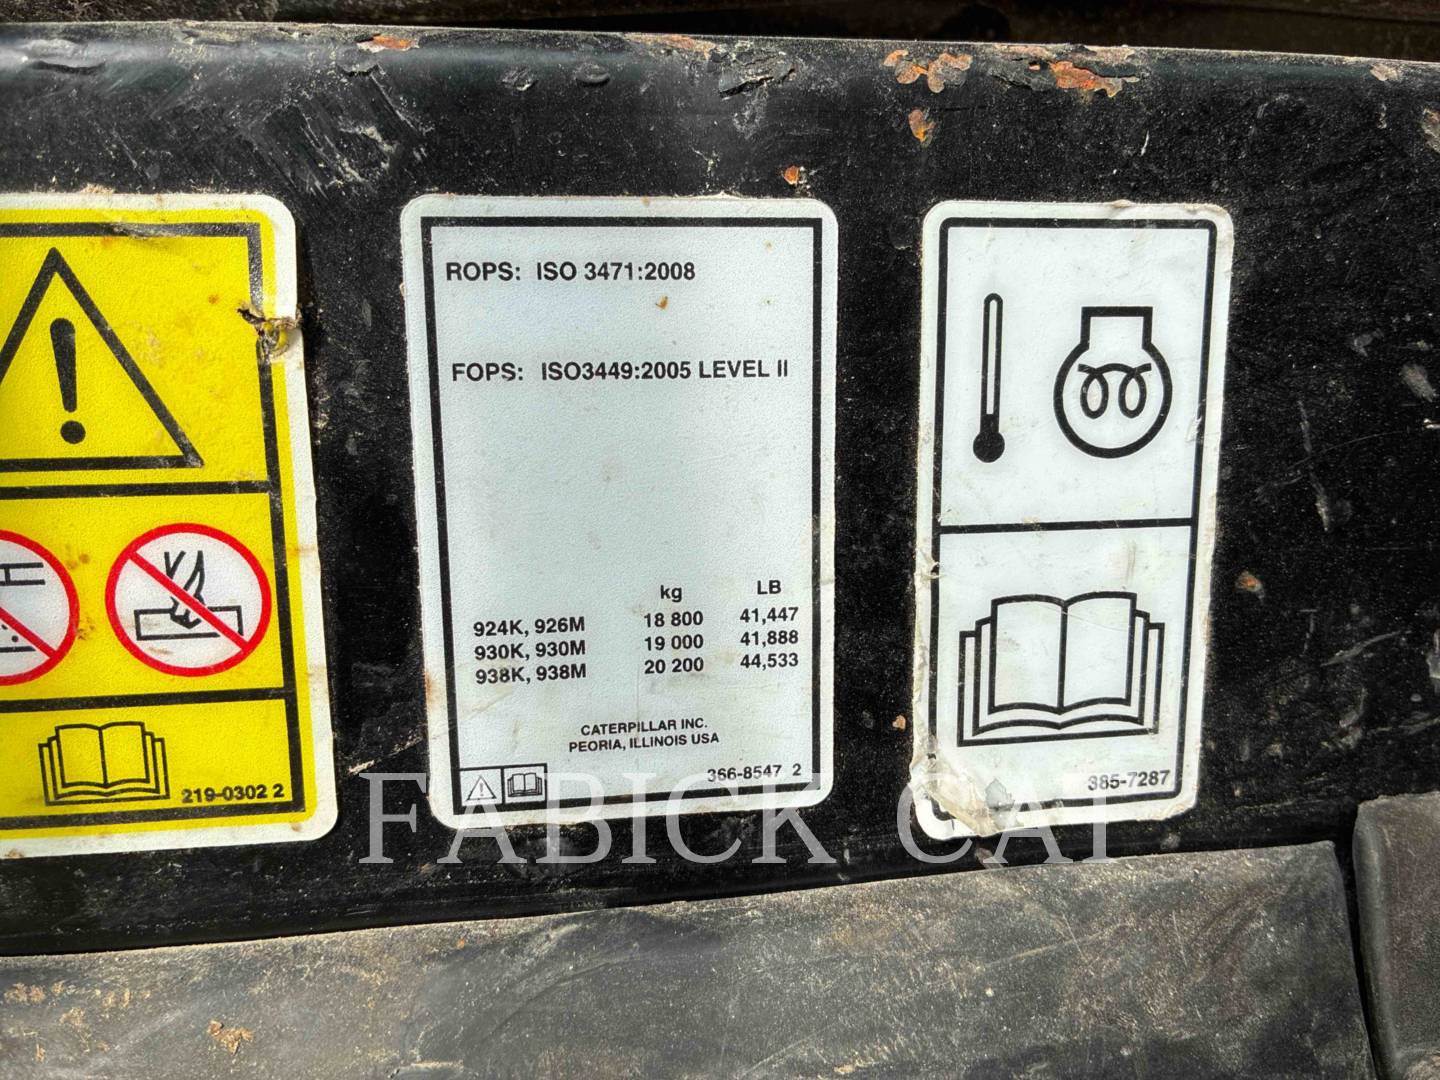 219-0302 2
ROPS: ISO 3471:2008
FOPS: ISO3449:2005 LEVEL II
kg LB
924K, 926M 18 800 41,447
930K, 930M 19 000 41,888
938K, 938M 20 200 44,533
CATERPILLAR INC.
PEORIA, ILLINOIS USA
366-8547 2
385-7287
FABICK CAT